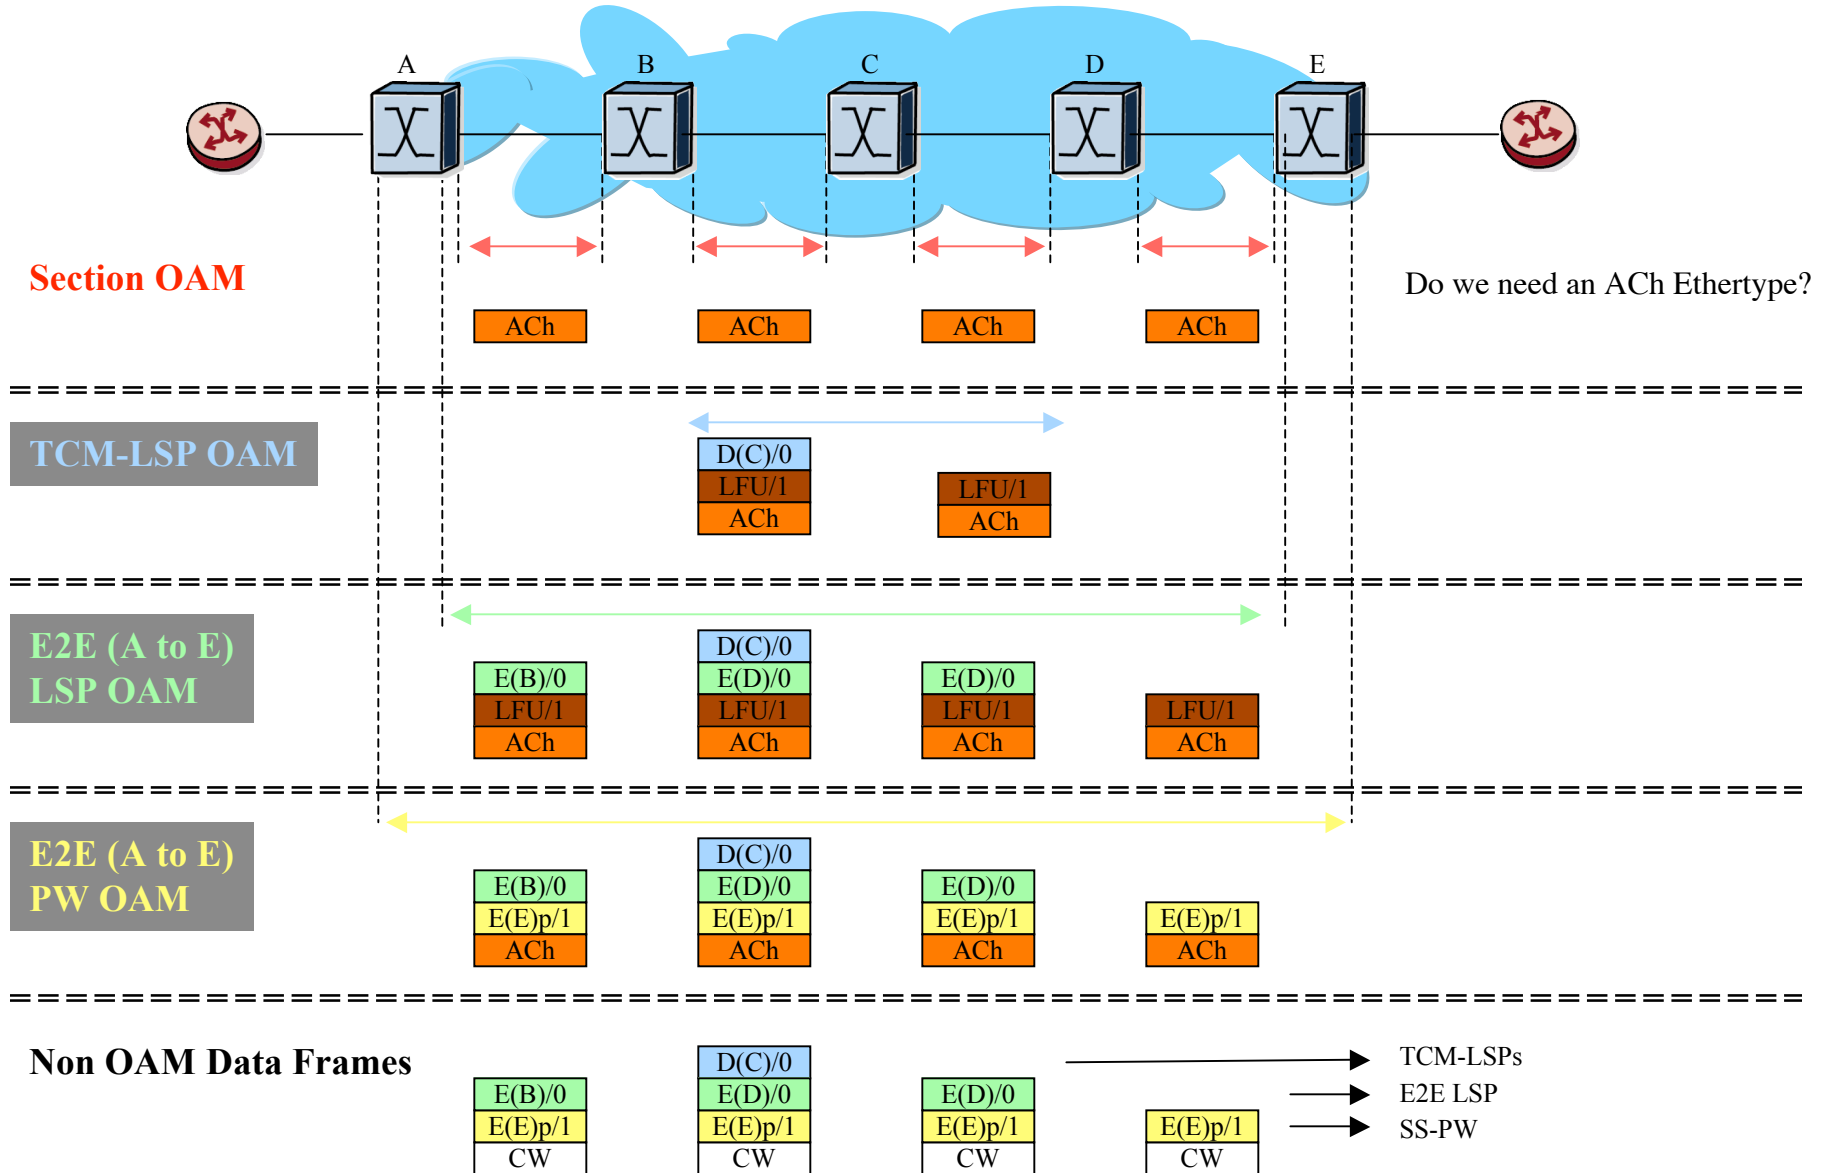 A B C D E
Section OAM
Do we need an ACh Ethertype?
ACh ACh ACh ACh
TCM-LSP OAM
D(C)/0
LFU/1 LFU/1
ACh ACh
E2E (A to E)
LSP OAM
D(C)/0
E(B)/0 E(D)/0 E(D)/0
LFU/1 LFU/1 LFU/1 LFU/1
ACh ACh ACh ACh
E2E (A to E)
PW OAM
D(C)/0
E(B)/0 E(D)/0 E(D)/0
E(E)p/1 E(E)p/1 E(E)p/1 E(E)p/1
ACh ACh ACh ACh
Non OAM Data Frames
D(C)/0 TCM-LSPs
E(B)/0 E(D)/0 E(D)/0 E2E LSP
E(E)p/1 E(E)p/1 E(E)p/1 E(E)p/1 SS-PW
CW CW CW CW